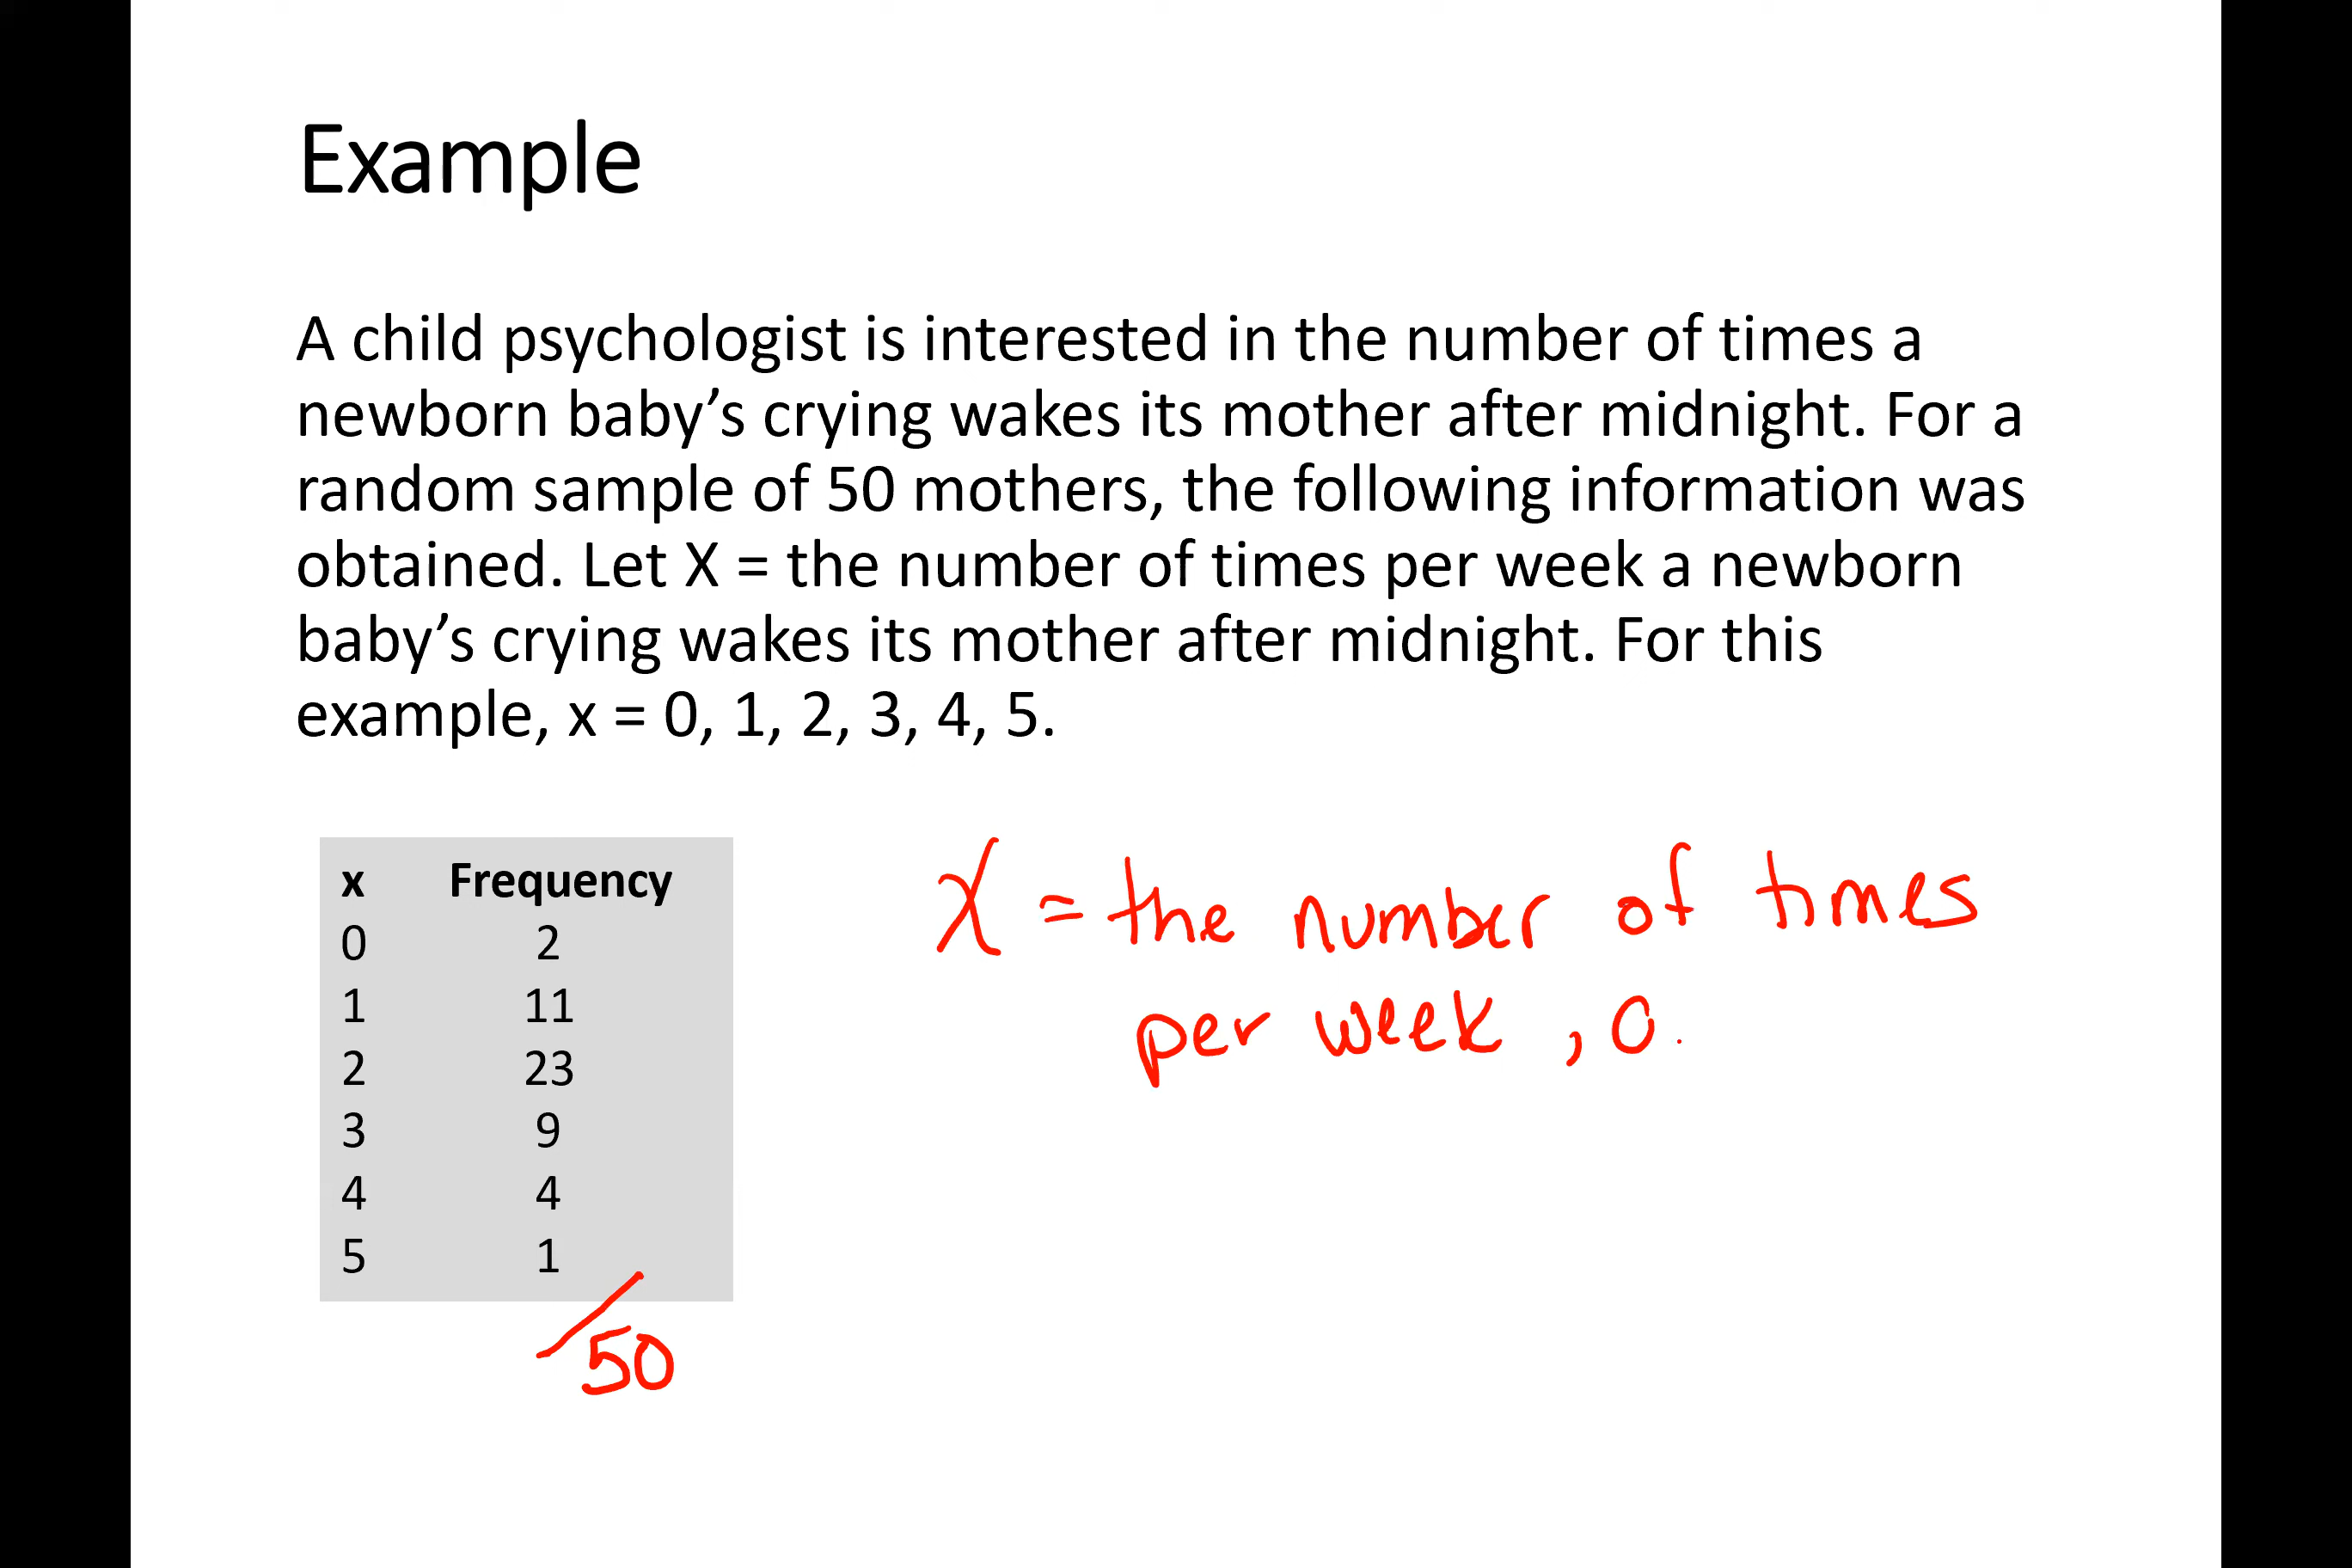 Example
A child psychologist is interested in the number of times a
newborn baby’s crying wakes its mother after midnight. For a
random sample of 50 mothers, the following information was
obtained. Let X = the number of times per week a newborn
baby’s crying wakes its mother after midnight. For this
example, x = 0, 1, 2, 3, 4, 5.
x Frequency
0 2
1 11
2 23
3 9
4 4
5 1
50
X = the number of times
per week , 0.